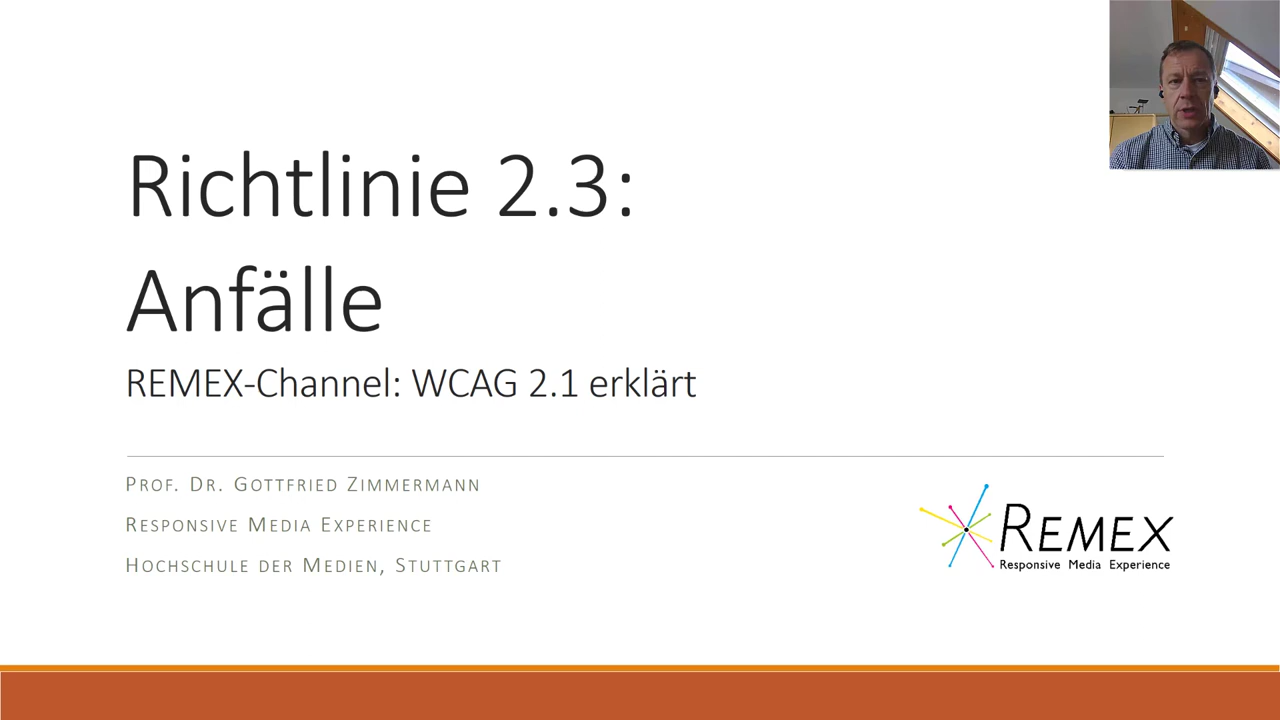 Richtlinie 2.3:
Anfälle
REMEX-Channel: WCAG 2.1 erklärt
PROF. DR. GOTTFRIED ZIMMERMANN
RESPONSIVE MEDIA EXPERIENCE
HOCHSCHULE DER MEDIEN, STUTTGART
REMEX
Responsive Media Experience